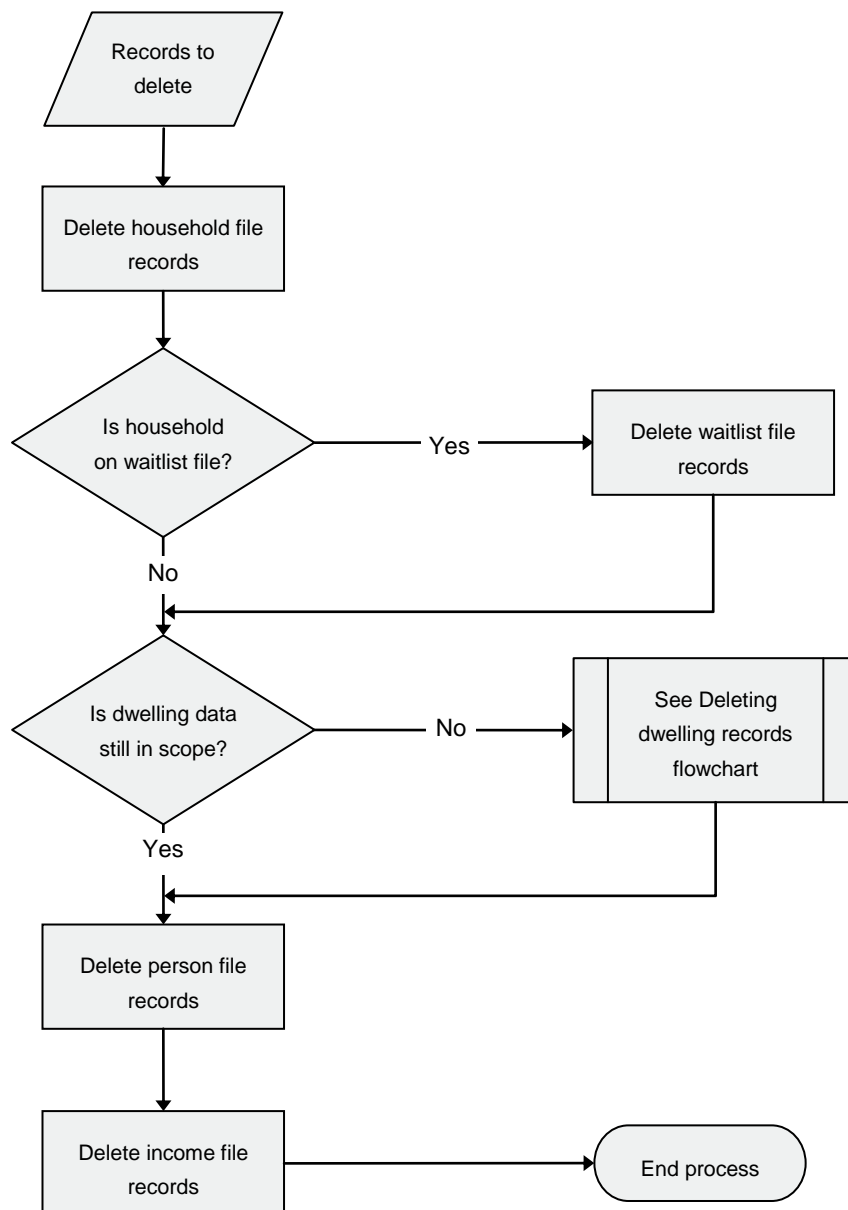 Records to
delete
Delete household file
records
Is household
on waitlist file?
Yes
Delete waitlist file
records
No
Is dwelling data
still in scope?
No
See Deleting
dwelling records
flowchart
Yes
Delete person file
records
Delete income file
records
End process